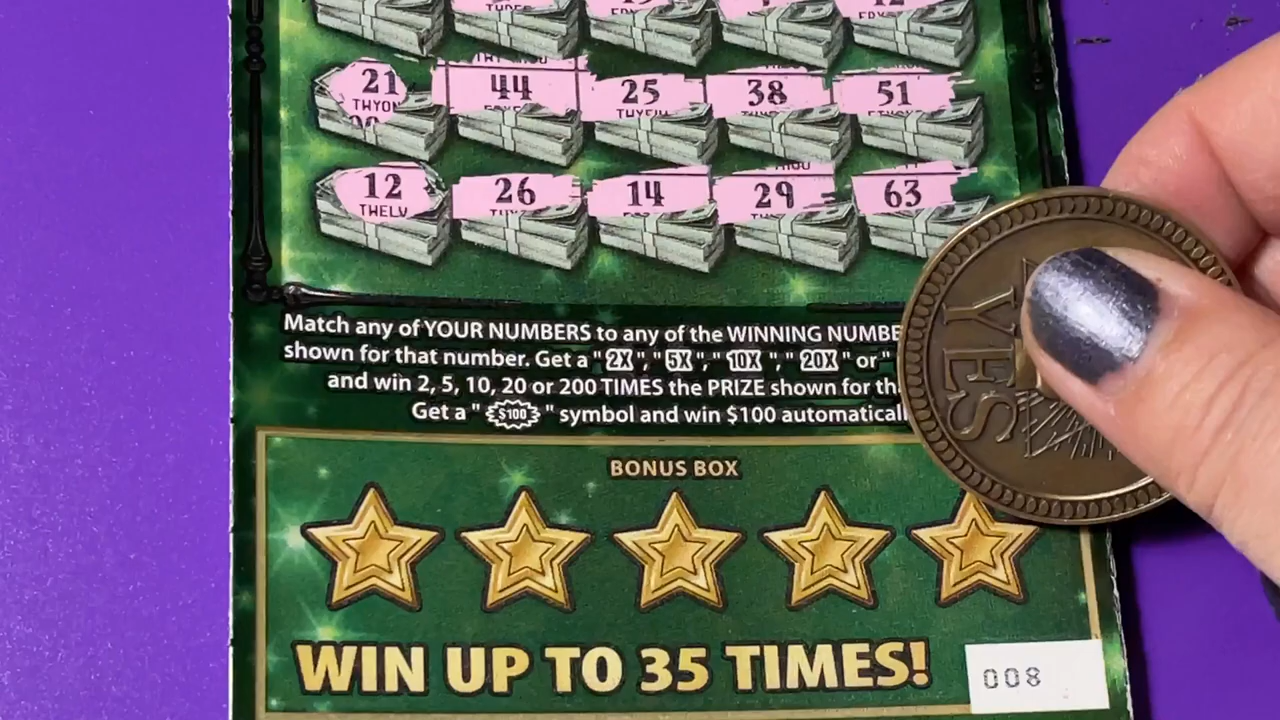 21 44 25 38 51
TWYON
12 26 14 29 63
TWELV
Match any of YOUR NUMBERS to any of the WINNING
shown for that number. Get a " 2X ", " 5X ", " 10X ", " 20X " or "
and win 2, 5, 10, 20 or 200 TIMES the PRIZE shown for
Get a " $100 " symbol and win $100
BONUS BOX
WIN UP TO 35 TIMES!
008
YES